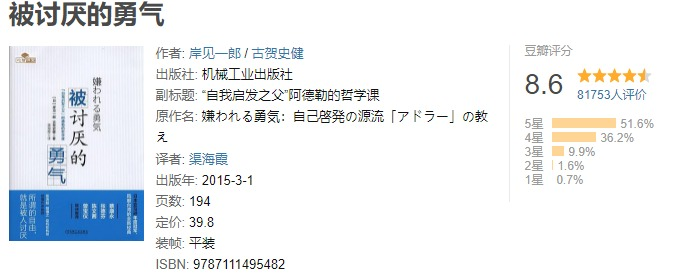 被讨厌的勇气
作者: 岸见一郎 / 古贺史健
出版社: 机械工业出版社
副标题: “自我启发之父”阿德勒的哲学课
原作名: 嫌われる勇気：自己啓発の源流「アドラー」の教
え
译者: 渠海霞
出版年: 2015-3-1
页数: 194
定价: 39.8
装帧: 平装
ISBN: 9787111495482
豆瓣评分
8.6
81753人评价
5星 51.6%
4星 36.2%
3星 9.9%
2星 1.6%
1星 0.7%
嫌われる勇気
被讨厌的
勇气
所谓的自由，
就是被人讨厌